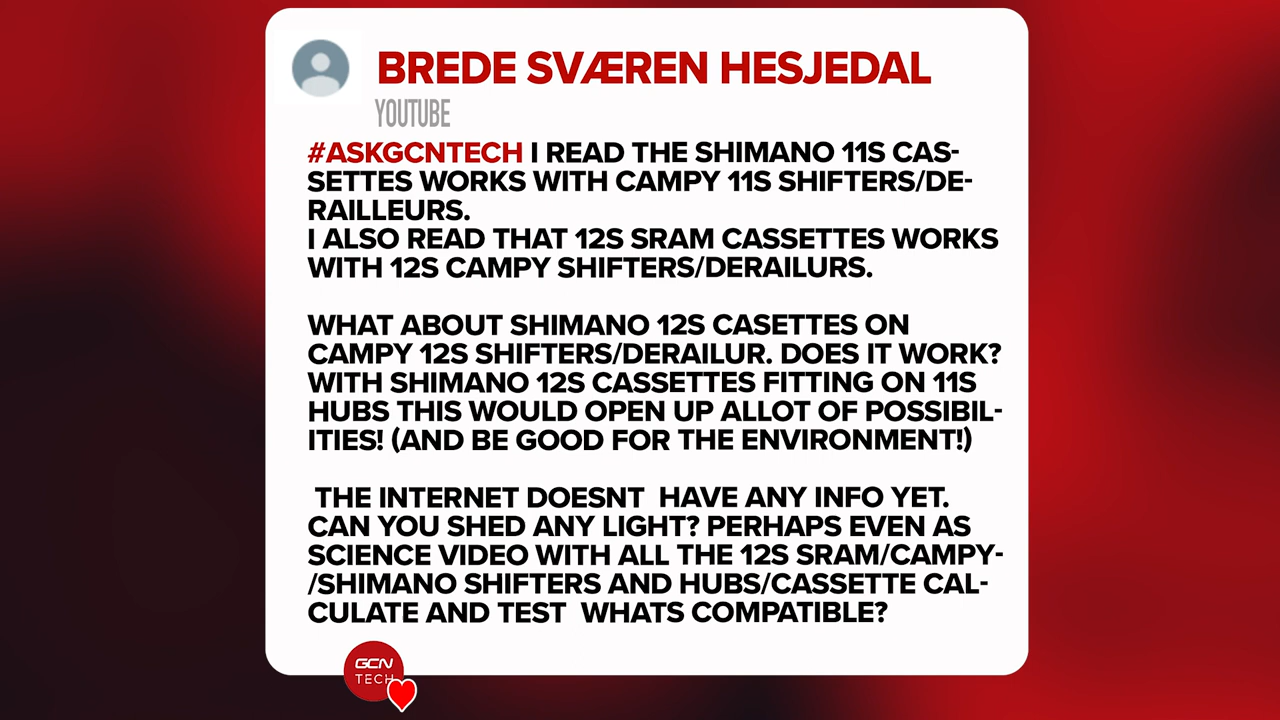 BREDE SVÆREN HESJEDAL
YOUTUBE
#ASKGCNTECH I READ THE SHIMANO 11S CAS-
SETTES WORKS WITH CAMPY 11S SHIFTERS/DE-
RAILLEURS.
I ALSO READ THAT 12S SRAM CASSETTES WORKS
WITH 12S CAMPY SHIFTERS/DERAILURS.
WHAT ABOUT SHIMANO 12S CASETTES ON
CAMPY 12S SHIFTERS/DERAILUR. DOES IT WORK?
WITH SHIMANO 12S CASSETTES FITTING ON 11S
HUBS THIS WOULD OPEN UP ALLOT OF POSSIBIL-
ITIES! (AND BE GOOD FOR THE ENVIRONMENT!)
THE INTERNET DOESNT HAVE ANY INFO YET.
CAN YOU SHED ANY LIGHT? PERHAPS EVEN AS
SCIENCE VIDEO WITH ALL THE 12S SRAM/CAMPY-
/SHIMANO SHIFTERS AND HUBS/CASSETTE CAL-
CULATE AND TEST WHATS COMPATIBLE?
GCN
TECH